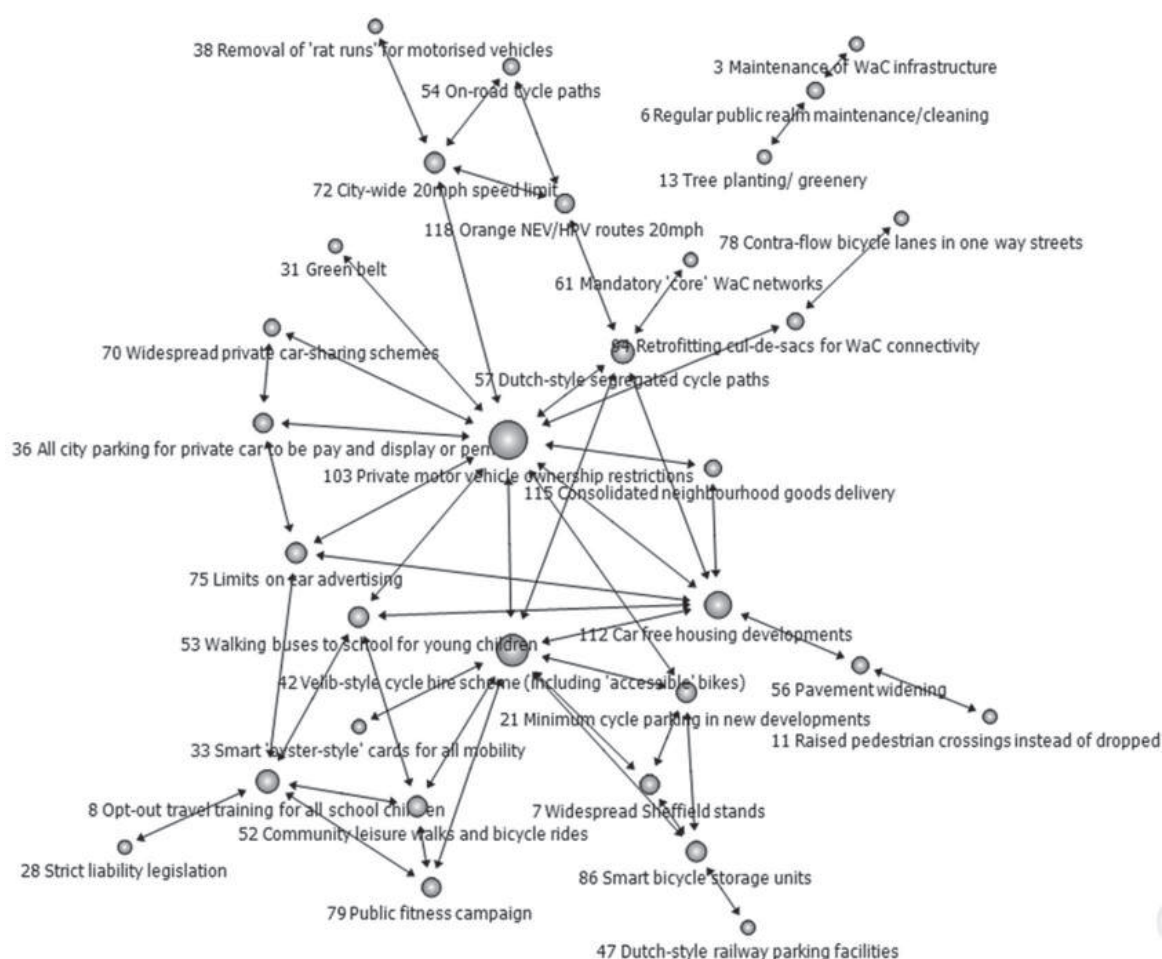 38 Removal of 'rat runs' for motorised vehicles
3 Maintenance of WaC infrastructure
54 On-road cycle paths
6 Regular public realm maintenance/cleaning
13 Tree planting/ greenery
72 City-wide 20mph speed limit
118 Orange NEV/HPV routes 20mph
78 Contra-flow bicycle lanes in one way streets
31 Green belt
61 Mandatory 'core' WaC networks
94 Retrofitting cul-de-sacs for WaC connectivity
70 Widespread private car-sharing schemes
57 Dutch-style segregated cycle paths
36 All city parking for private car to be pay and display or
103 Private motor vehicle ownership restrictions
115 Consolidated neighbourhood goods delivery
75 Limits on car advertising
112 Car free housing developments
53 Walking buses to school for young children
42 Velib-style cycle hire scheme (including 'accessible' bikes)
56 Pavement widening
21 Minimum cycle parking in new developments
11 Raised pedestrian crossings instead of dropped
33 Smart 'oyster-style' cards for all mobility
8 Opt-out travel training for all school children
7 Widespread Sheffield stands
52 Community leisure walks and bicycle rides
28 Strict liability legislation
86 Smart bicycle storage units
79 Public fitness campaign
47 Dutch-style railway parking facilities